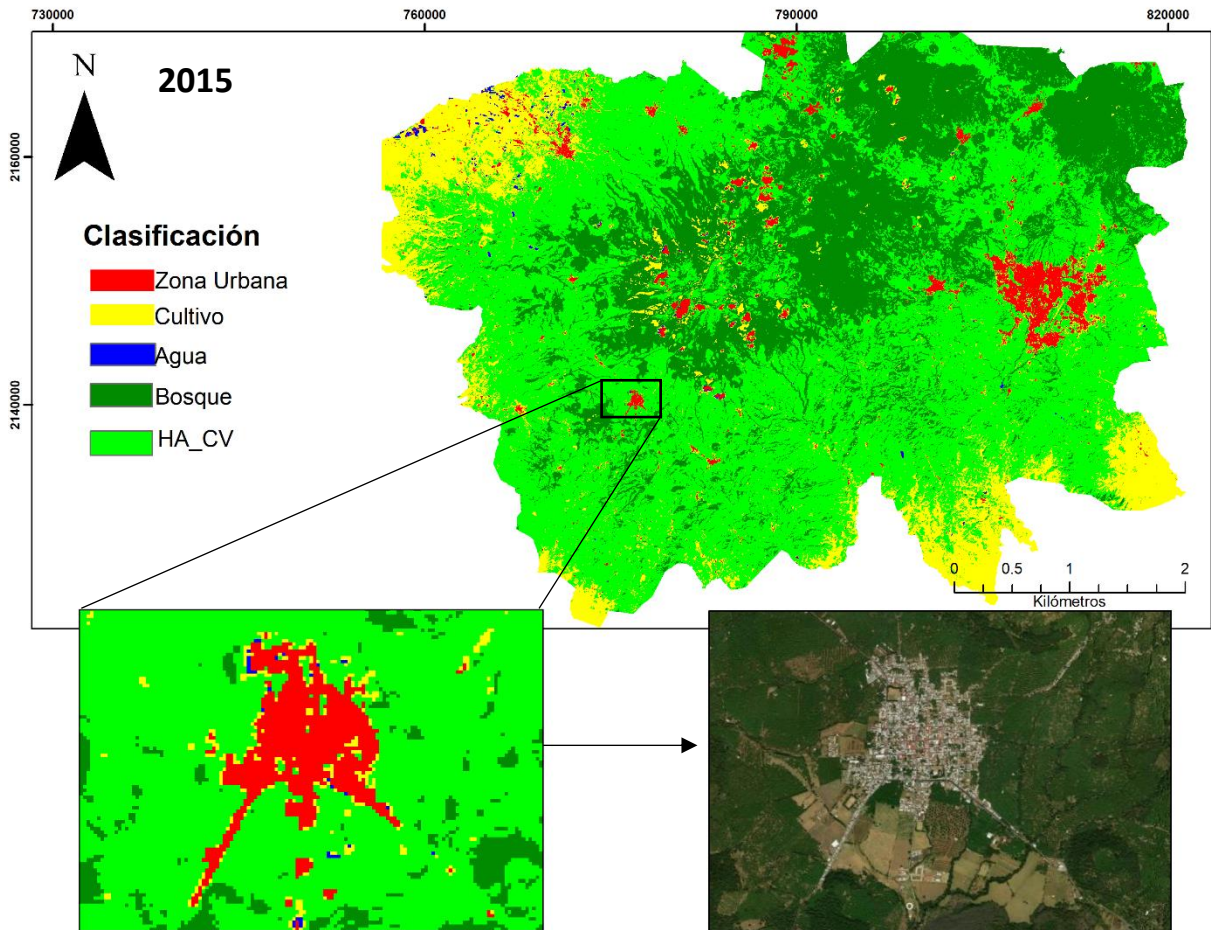 730000
760000
790000
820000
N
2015
2160000
2140000
Clasificación
Zona Urbana
Cultivo
Agua
Bosque
HA_CV
0 0.5 1 2
Kilómetros